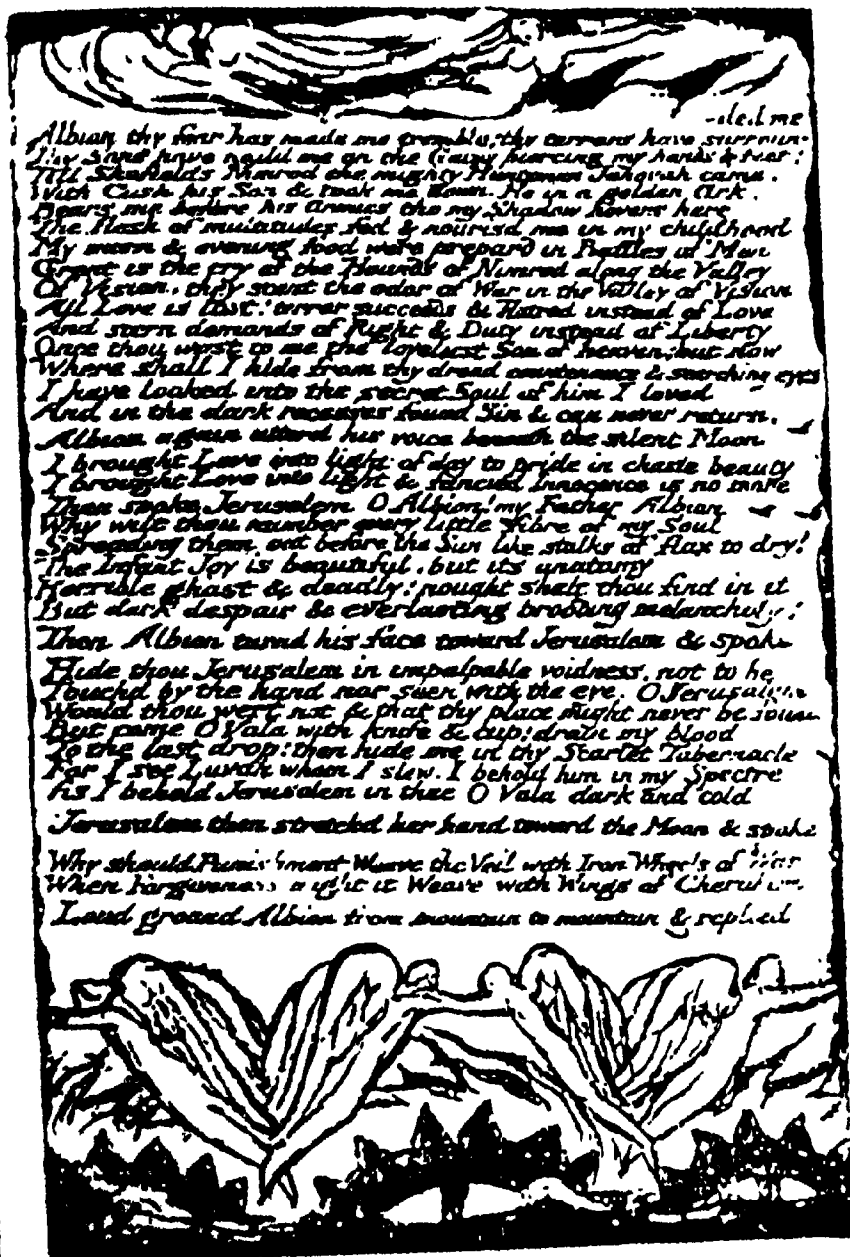 -ded me
Albion thy fear has made me tremble; thy terrors have surroun-
Thy Sons have naild me on the Gates piercing my hands & feet:
Till Skofields Nimrod the mighty Huntsman Jehovah came.
With Cush his Son & took me down. He in a golden Ark.
Bears me before his Armies tho my Shadow hovers here
The flesh of multitudes fed & nourisd me in my childhood
My morn & evening food were prepard in Battles of Men
Great is the cry of the Hounds of Nimrod along the Valley
Of Vision, they scent the odor of War in the Valley of Vision
All Love is lost! terror succeeds & Hatred instead of Love
And stern demands of Right & Duty instead of Liberty
Once thou wast to me the loveliest Son of heaven; but now
Where shall I hide from thy dread countenance & searching eyes
I have looked into the secret Soul of him I loved
And in the dark recesses found Sin & can never return.
Albion again utterd his voice beneath the silent Moon
I brought Love into light of day to pride in chaste beauty
I brought Love into light & fancied Innocence is no more
Then spoke Jerusalem O Albion! my Father Albion
Why wilt thou number every little fibre of my Soul
Spreading them out before the Sun like stalks of flax to dry!
The Infant Joy is beautiful, but its anatomy
Horrible ghast & deadly! nought shalt thou find in it
But dark despair & everlasting brooding melancholy!
Then Albion turnd his face toward Jerusalem & spoke
Hide thou Jerusalem in impalpable voidness, not to be
Touchd by the hand nor seen with the eye. O Jerusalem
Would thou wert not & that thy place might never be found
But come O Vala with knife & cup: drain my blood
To the last drop: then hide me in thy Scarlet Tabernacle
For I see Luvah whom I slew. I behold him in my Spectre
As I behold Jerusalem in thee O Vala dark and cold
Jerusalem then stretchd her hand toward the Moon & spoke
Why should Punishment Weave the Veil with Iron Wheels of War
When Forgiveness might it Weave with Wings of Cherubim
Loud groand Albion from mountain to mountain & replied